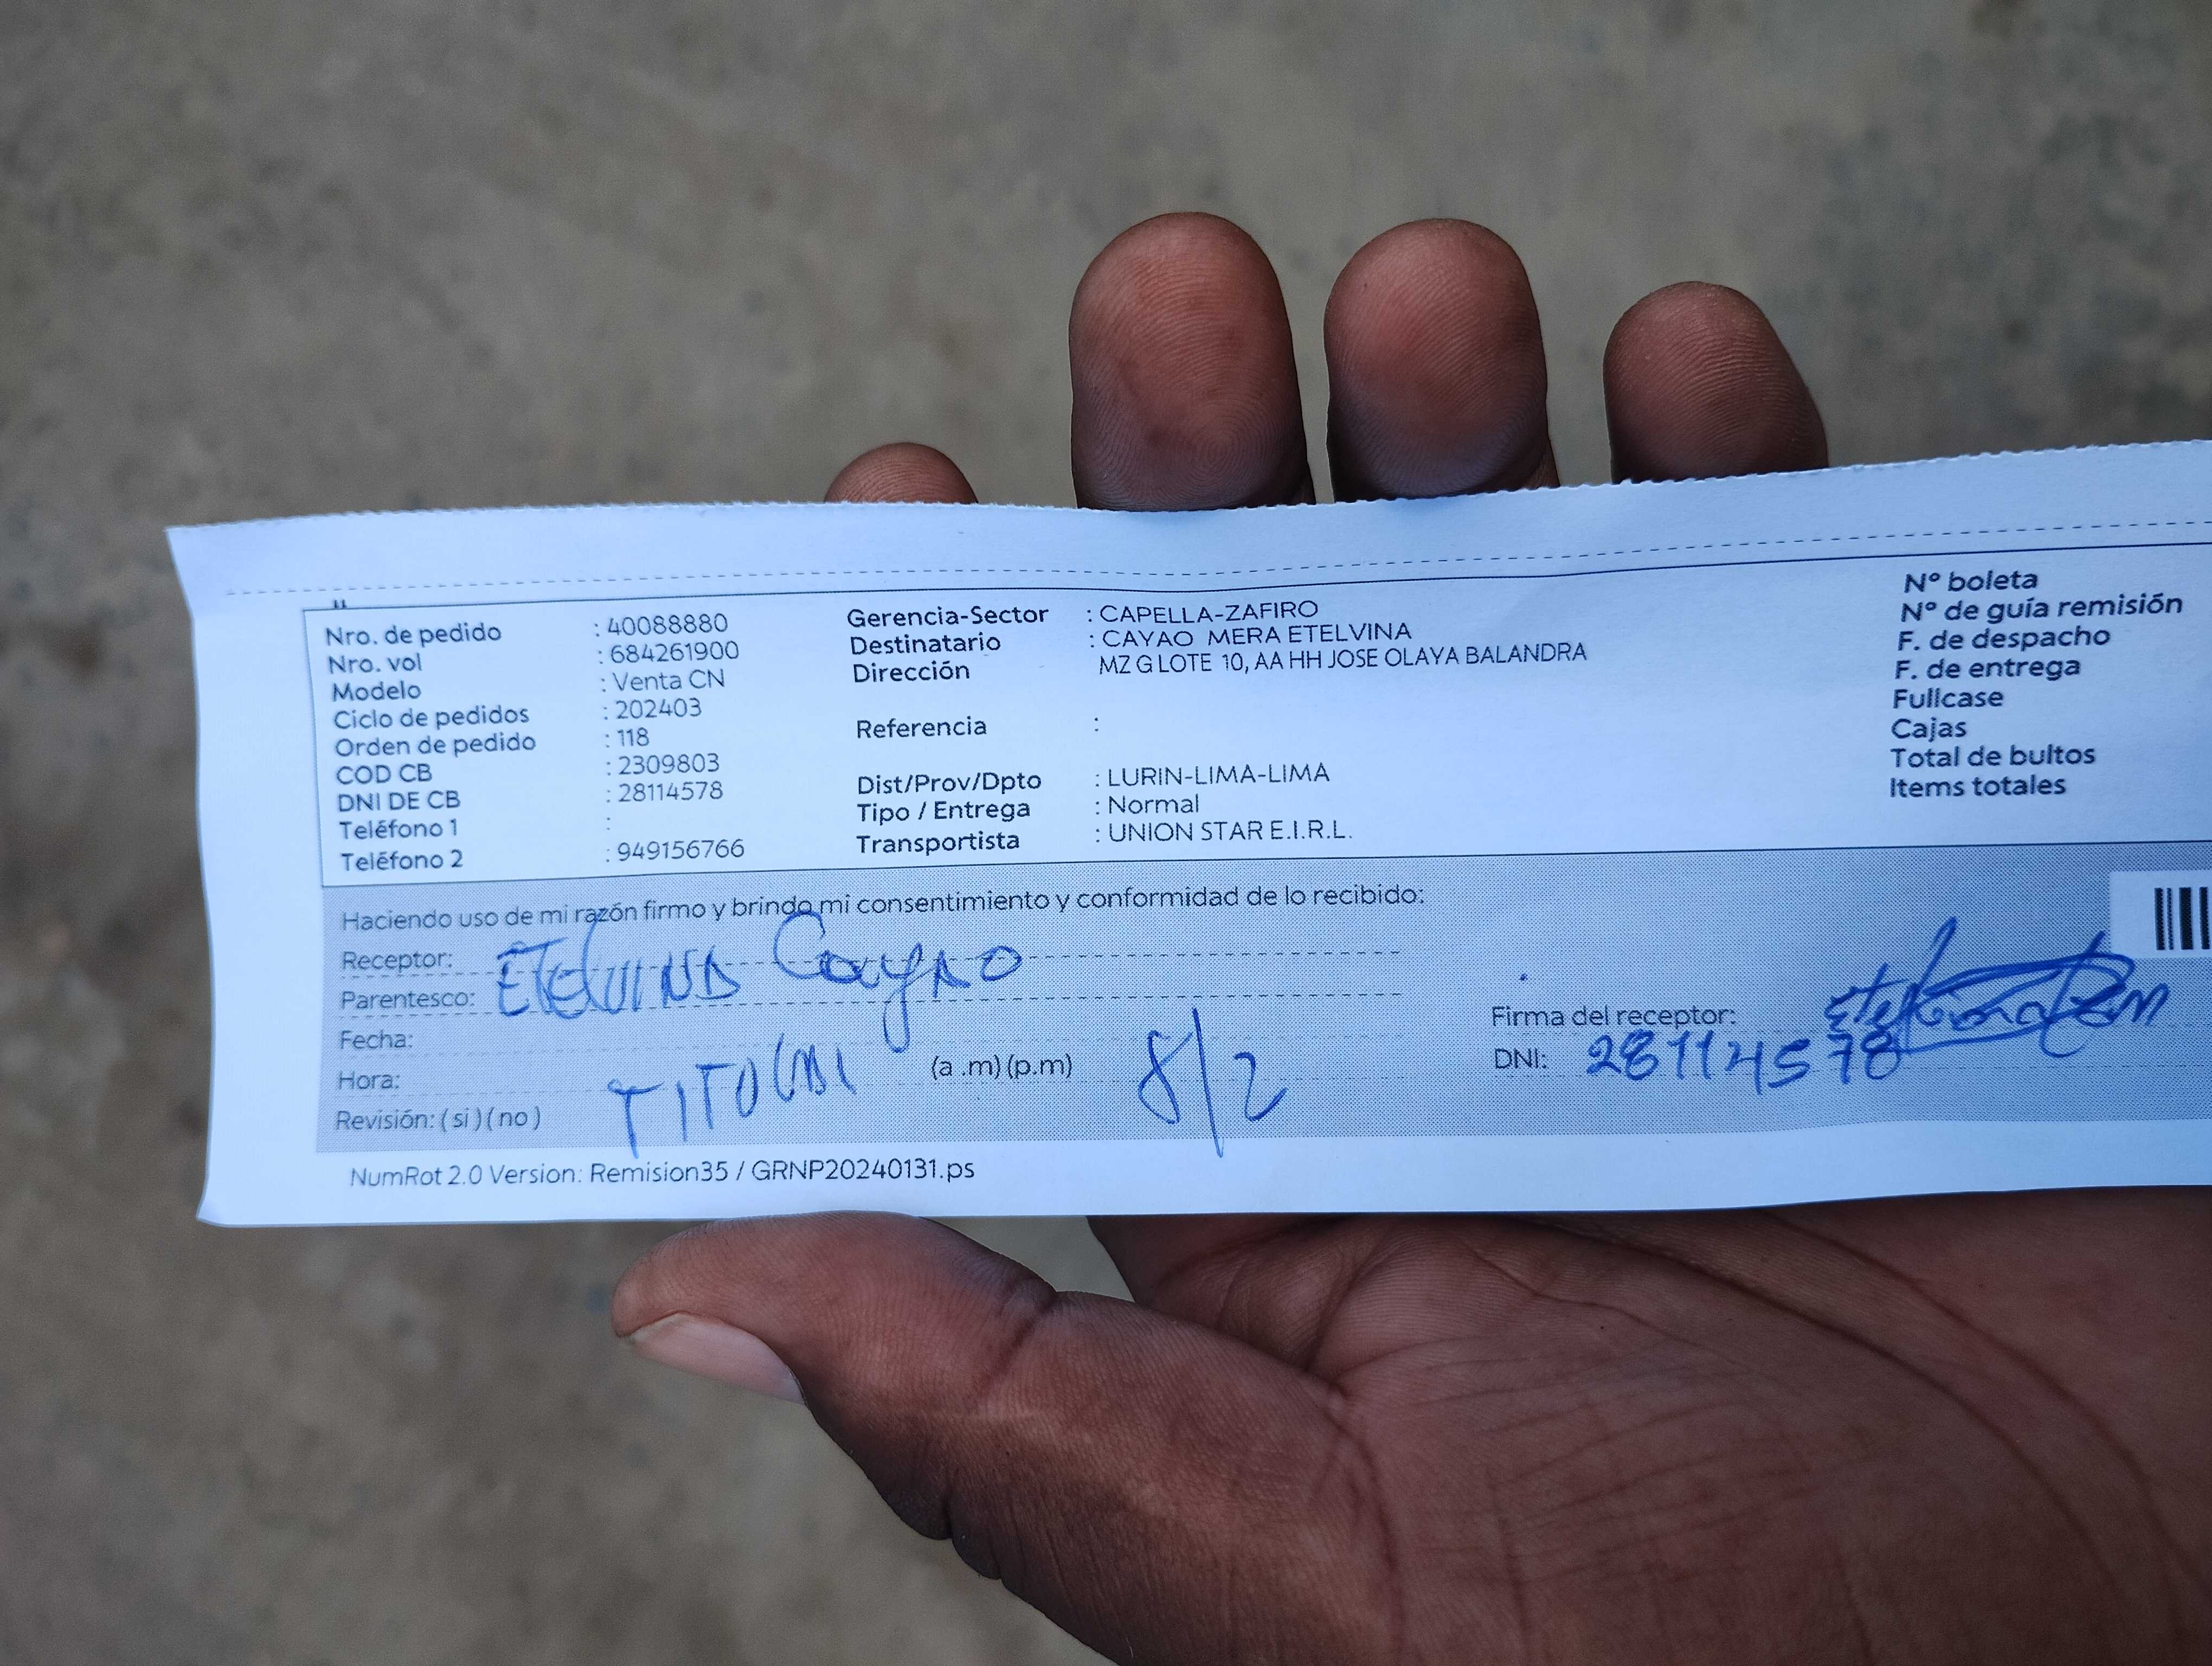 Nro. de pedido : 40088880
Nro. vol : 684261900
Modelo : Venta CN
Ciclo de pedidos : 202403
Orden de pedido : 118
COD CB : 2309803
DNI DE CB : 28114578
Teléfono 1 :
Teléfono 2 : 949156766
Gerencia-Sector : CAPELLA-ZAFIRO
Destinatario : CAYAO MERA ETELVINA
Dirección MZ G LOTE 10, AA HH JOSE OLAYA BALANDRA
Referencia :
Dist/Prov/Dpto : LURIN-LIMA-LIMA
Tipo / Entrega : Normal
Transportista : UNION STAR E.I.R.L.
Nº boleta
Nº de guía remisión
F. de despacho
F. de entrega
Fullcase
Cajas
Total de bultos
Items totales
Haciendo uso de mi razón firmo y brindo mi consentimiento y conformidad de lo recibido:
Receptor: Etelvina Cayao
Parentesco:
Fecha:
Hora: (a .m) (p.m) 8/2
Revisión: ( si ) ( no )
Firma del receptor:
DNI: 28114578
NumRot 2.0 Version: Remision35 / GRNP20240131.ps